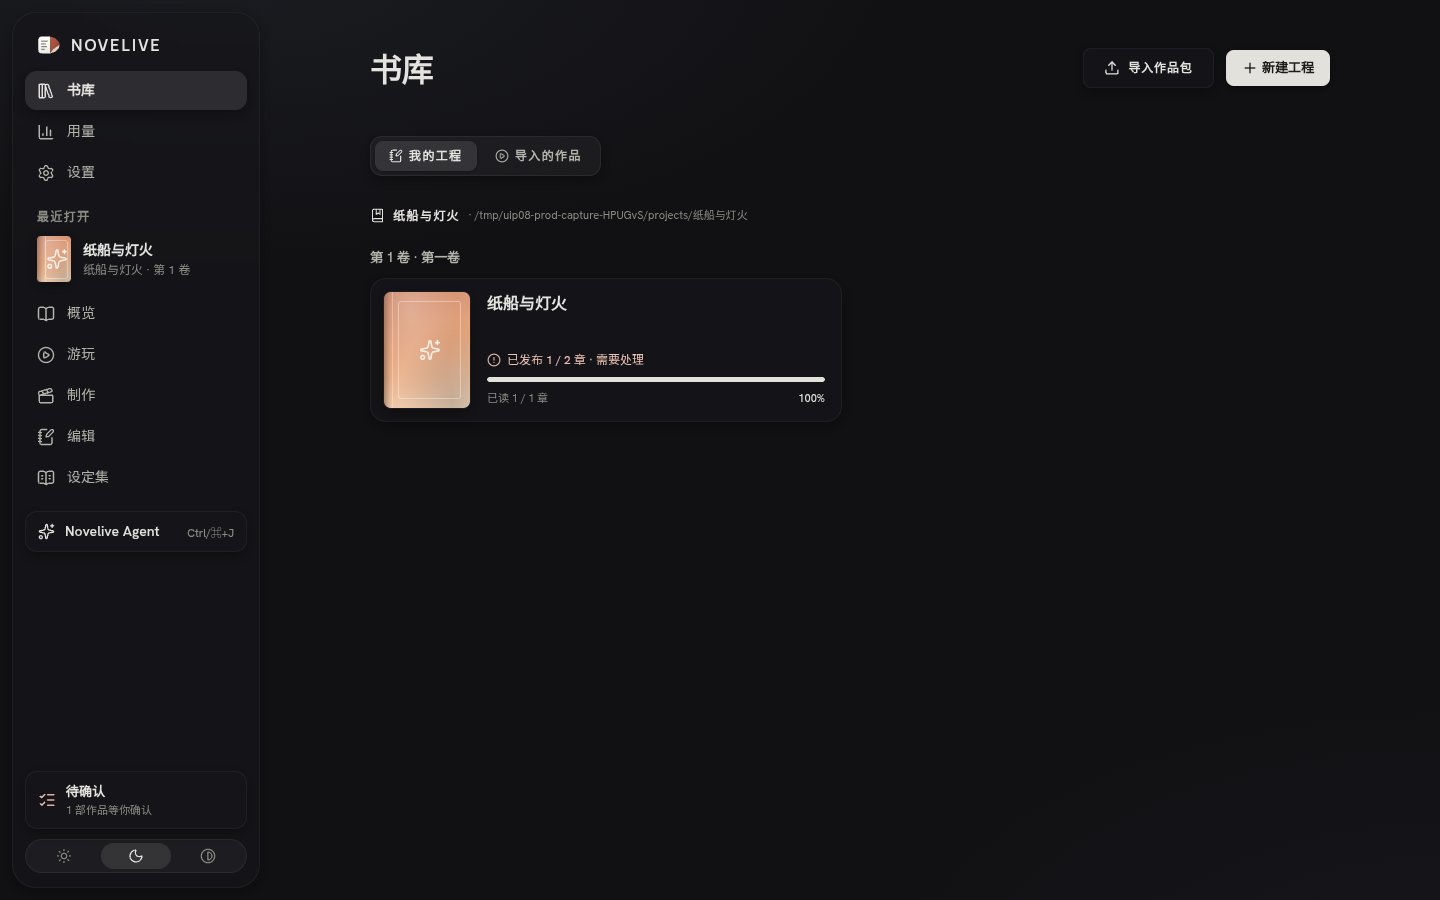 NOVELIVE
书库
用量
设置
最近打开
纸船与灯火
纸船与灯火 · 第 1 卷
概览
游玩
制作
编辑
设定集
Novelive Agent Ctrl/⌘+J
待确认
1 部作品等你确认
书库
导入作品包
新建工程
我的工程
导入的作品
纸船与灯火 · /tmp/uip08-prod-capture-HPUGvS/projects/纸船与灯火
第 1 卷 · 第一卷
纸船与灯火
已发布 1 / 2 章 · 需要处理
已读 1 / 1 章 100%